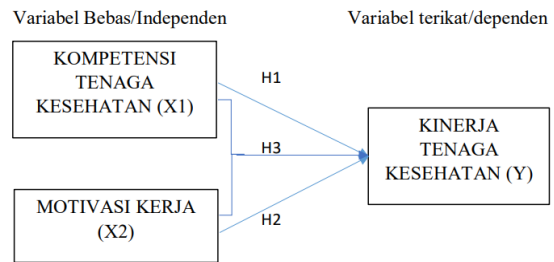 Variabel Bebas/Independen
Variabel terikat/dependen
KOMPETENSI
TENAGA
KESEHATAN (X1)
H1
KINERJA
TENAGA
KESEHATAN (Y)
H3
MOTIVASI KERJA
(X2)
H2